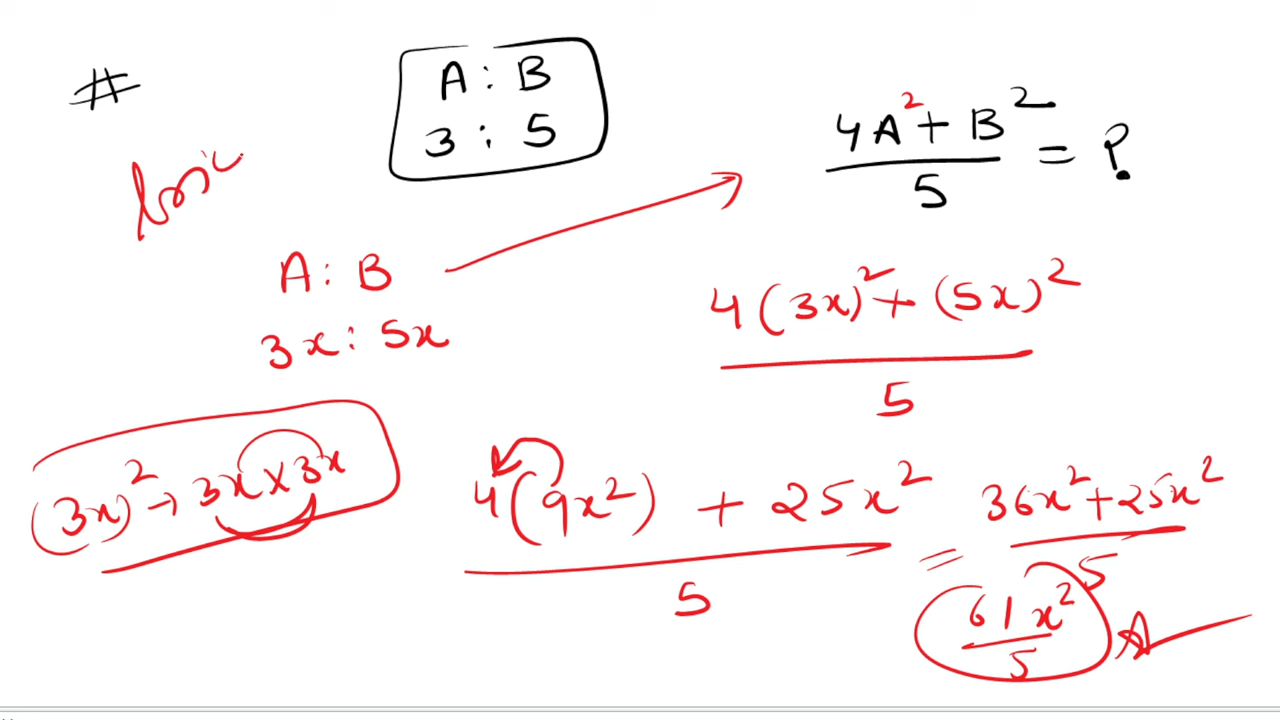 #
A : B
3 : 5
4A² + B² / 5 = ?
A : B
3x : 5x
4(3x)² + (5x)² / 5
(3x)² → 3x × 3x
4(9x²) + 25x² / 5 = 36x² + 25x² / 5
61x² / 5 A